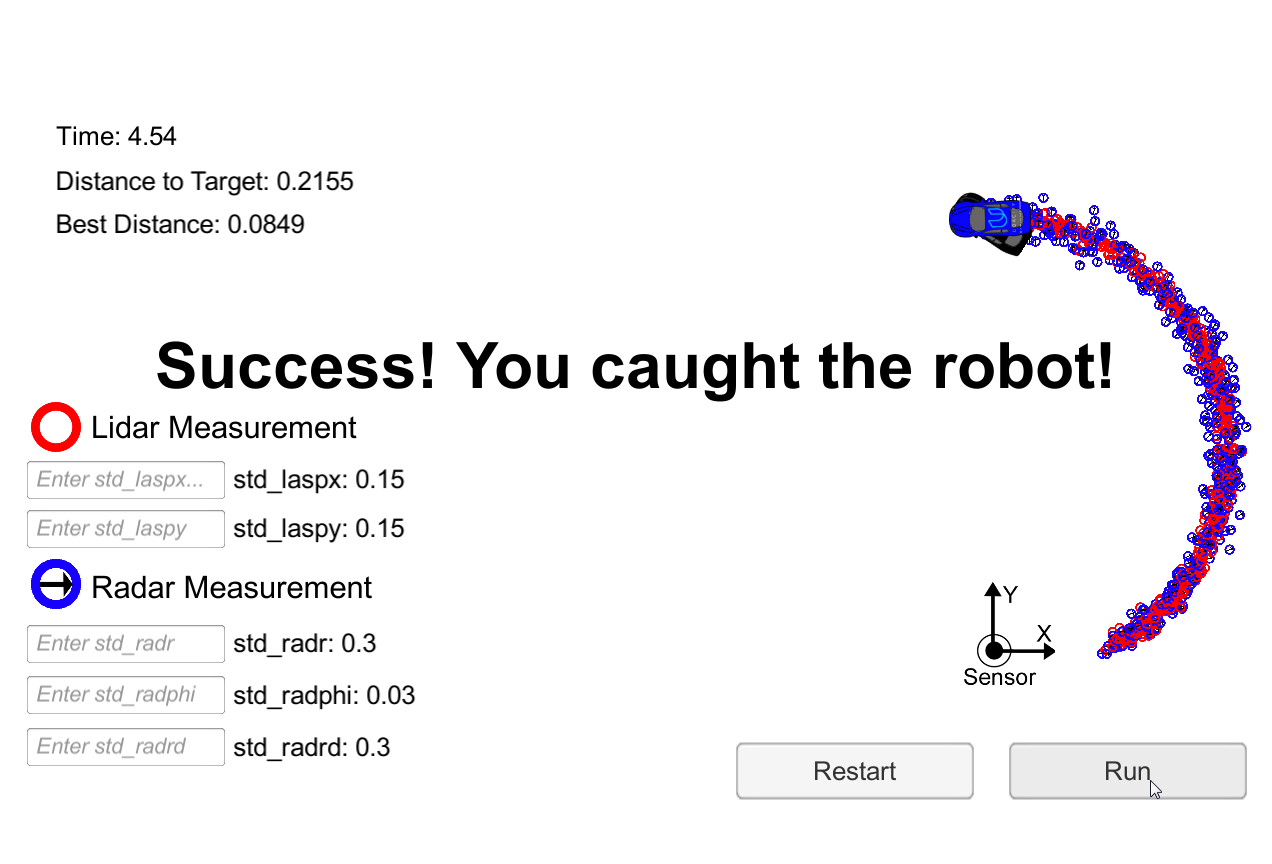 Time: 4.54
Distance to Target: 0.2155
Best Distance: 0.0849
Success! You caught the robot!
Lidar Measurement
Enter std_laspx... std_laspx: 0.15
Enter std_laspy std_laspy: 0.15
Radar Measurement
Enter std_radr std_radr: 0.3
Enter std_radphi std_radphi: 0.03
Enter std_radrd std_radrd: 0.3
Y
X
Sensor
Restart Run